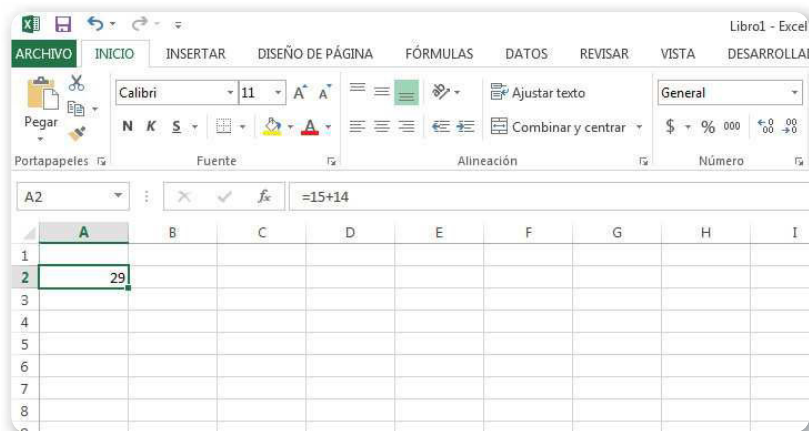 Libro1 - Excel
ARCHIVO INICIO INSERTAR DISEÑO DE PÁGINA FÓRMULAS DATOS REVISAR VISTA DESARROLLA
Calibri 11 A A Ajustar texto General
Pegar N K S A Combinar y centrar $ % 000
Portapapeles Fuente Alineación Número
A2 fx =15+14
A B C D E F G H I
1
2 29
3
4
5
6
7
8